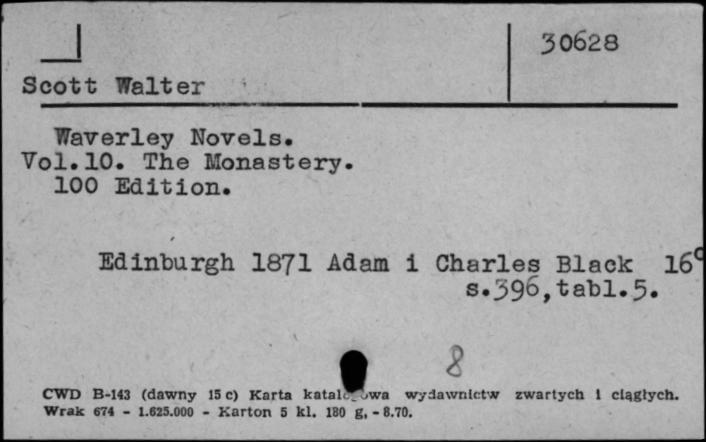 30628
Scott Walter
Waverley Novels.
Vol.10. The Monastery.
100 Edition.
Edinburgh 1871 Adam i Charles Black 16°
s.396,tabl.5.
8
CWD B-143 (dawny 15 c) Karta wydawnictw zwartych i ciągłych.
Wrak 674 - 1.625.000 - Karton 5 kl. 180 g, - 8.70.